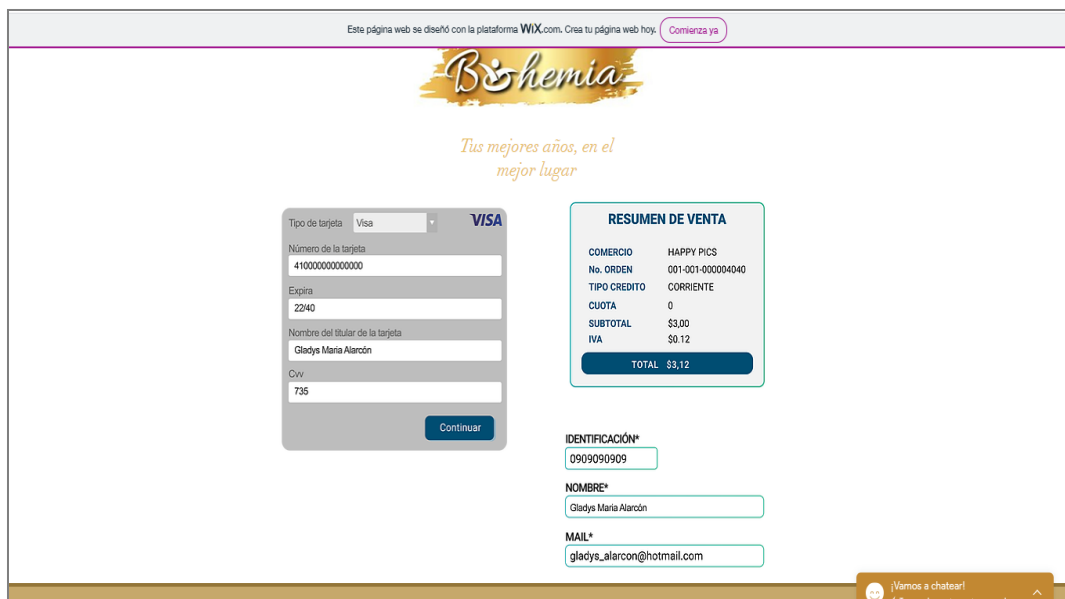 Este página web se diseñó con la plataforma WiX.com. Crea tu página web hoy. Comienza ya
Bohemia
Tus mejores años, en el
mejor lugar
Tipo de tarjeta Visa VISA
Número de la tarjeta
410000000000000
Expira
22/40
Nombre del titular de la tarjeta
Gladys Maria Alarcón
Cvv
735
Continuar
RESUMEN DE VENTA
COMERCIO HAPPY PICS
No. ORDEN 001-001-000004040
TIPO CREDITO CORRIENTE
CUOTA 0
SUBTOTAL $3,00
IVA $0.12
TOTAL $3,12
IDENTIFICACIÓN*
0909090909
NOMBRE*
Gladys Maria Alarcón
MAIL*
gladys_alarcon@hotmail.com
¡Vamos a chatear!